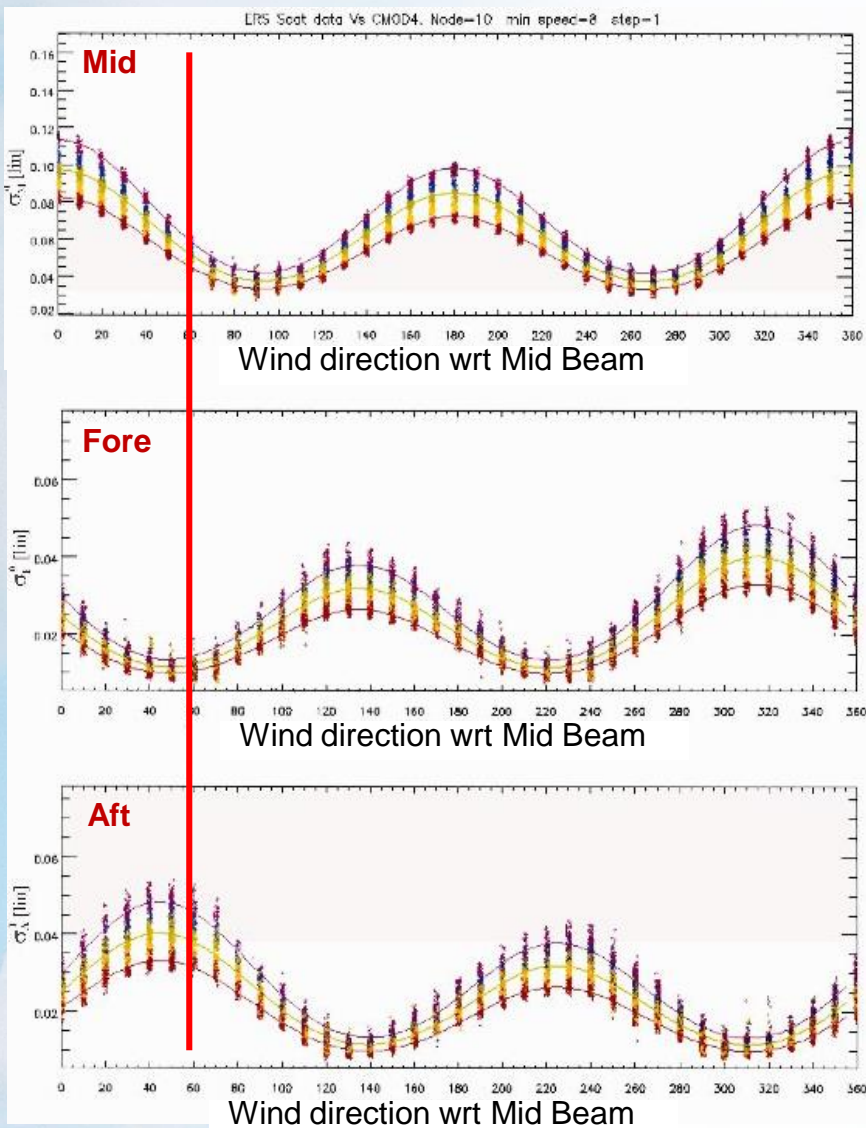 ERS Scat data Vs CMOD4. Node=10 min speed=8 step=1
Mid
0.16
0.14
0.12
0.10
0.08
0.06
0.04
0.02
σ⁰_M [lin]
0 20 40 60 80 100 120 140 160 180 200 220 240 260 280 300 320 340 360
Wind direction wrt Mid Beam
Fore
0.06
0.04
0.02
[lin]
0 20 40 60 80 100 120 140 160 180 200 220 240 260 280 300 320 340 360
Wind direction wrt Mid Beam
Aft
0.06
0.04
0.02
[lin]
0 20 40 60 80 100 120 140 160 180 200 220 240 260 280 300 320 340 360
Wind direction wrt Mid Beam